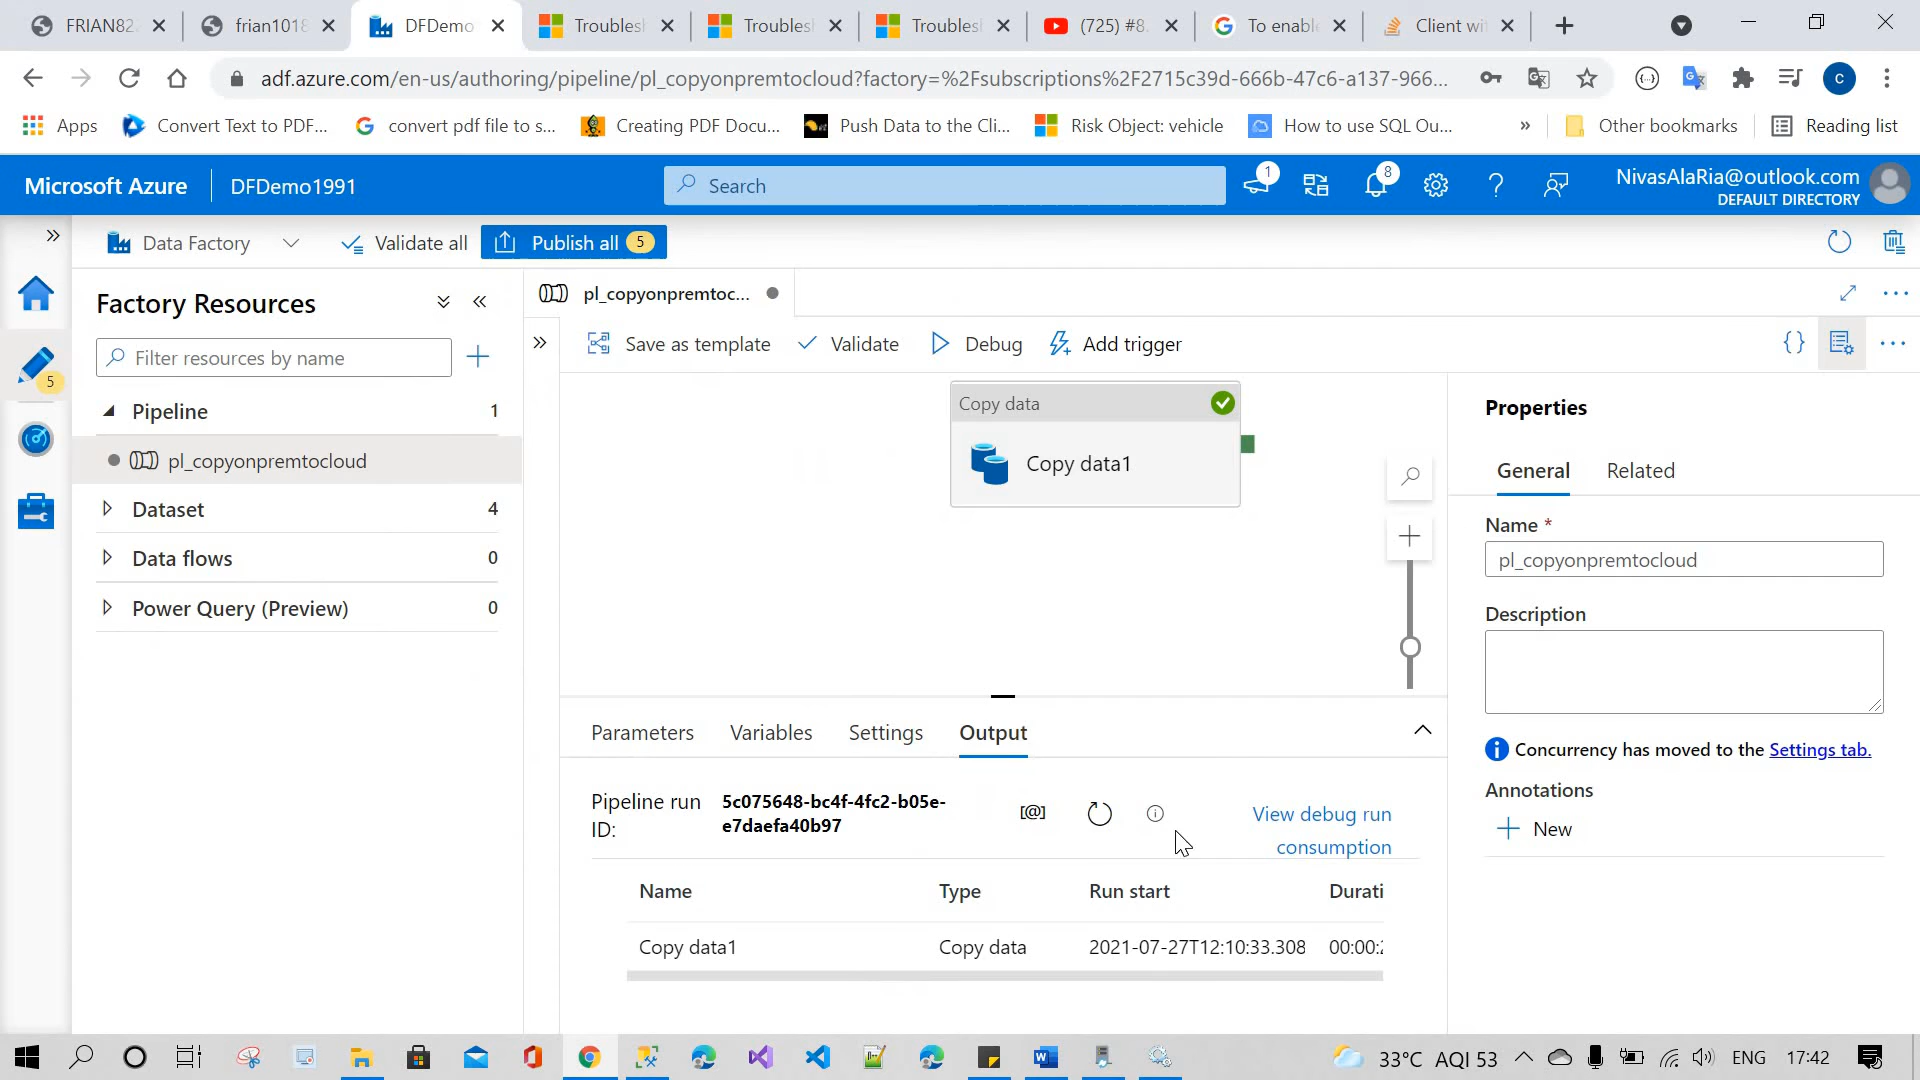 FRIAN82
frian1018
DFDemo
Troubles
Troubles
Troubles
(725) #8
To enable
Client wi
adf.azure.com/en-us/authoring/pipeline/pl_copyonpremtocloud?factory=%2Fsubscriptions%2F2715c39d-666b-47c6-a137-966...
c
Apps
Convert Text to PDF...
convert pdf file to s...
Creating PDF Docu...
Push Data to the Cli...
Risk Object: vehicle
How to use SQL Ou...
»
Other bookmarks
Reading list
Microsoft Azure
DFDemo1991
Search
1
8
NivasAlaRia@outlook.com
DEFAULT DIRECTORY
Data Factory
Validate all
Publish all 5
Factory Resources
pl_copyonpremtoc...
Filter resources by name
Save as template
Validate
Debug
Add trigger
5
Pipeline 1
pl_copyonpremtocloud
Dataset 4
Data flows 0
Power Query (Preview) 0
Copy data
Copy data1
Parameters
Variables
Settings
Output
Pipeline run
ID:
5c075648-bc4f-4fc2-b05e-
e7daefa40b97
[@]
View debug run
consumption
Name Type Run start Durati
Copy data1 Copy data 2021-07-27T12:10:33.308 00:00:2
Properties
General
Related
Name *
pl_copyonpremtocloud
Description
Concurrency has moved to the Settings tab.
Annotations
New
33°C AQI 53
ENG
17:42